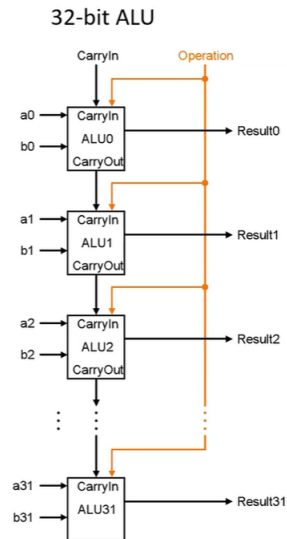 32-bit ALU
CarryIn Operation
a0 CarryIn
ALU0 Result0
b0
CarryOut
a1 CarryIn
ALU1 Result1
b1
CarryOut
a2 CarryIn
ALU2 Result2
b2
CarryOut
a31 CarryIn
ALU31 Result31
b31